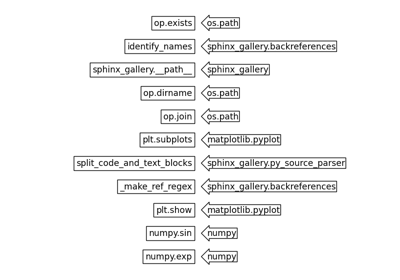 op.exists os.path
identify_names sphinx_gallery.backreferences
sphinx_gallery.__path__ sphinx_gallery
op.dirname os.path
op.join os.path
plt.subplots matplotlib.pyplot
split_code_and_text_blocks sphinx_gallery.py_source_parser
_make_ref_regex sphinx_gallery.backreferences
plt.show matplotlib.pyplot
numpy.sin numpy
numpy.exp numpy